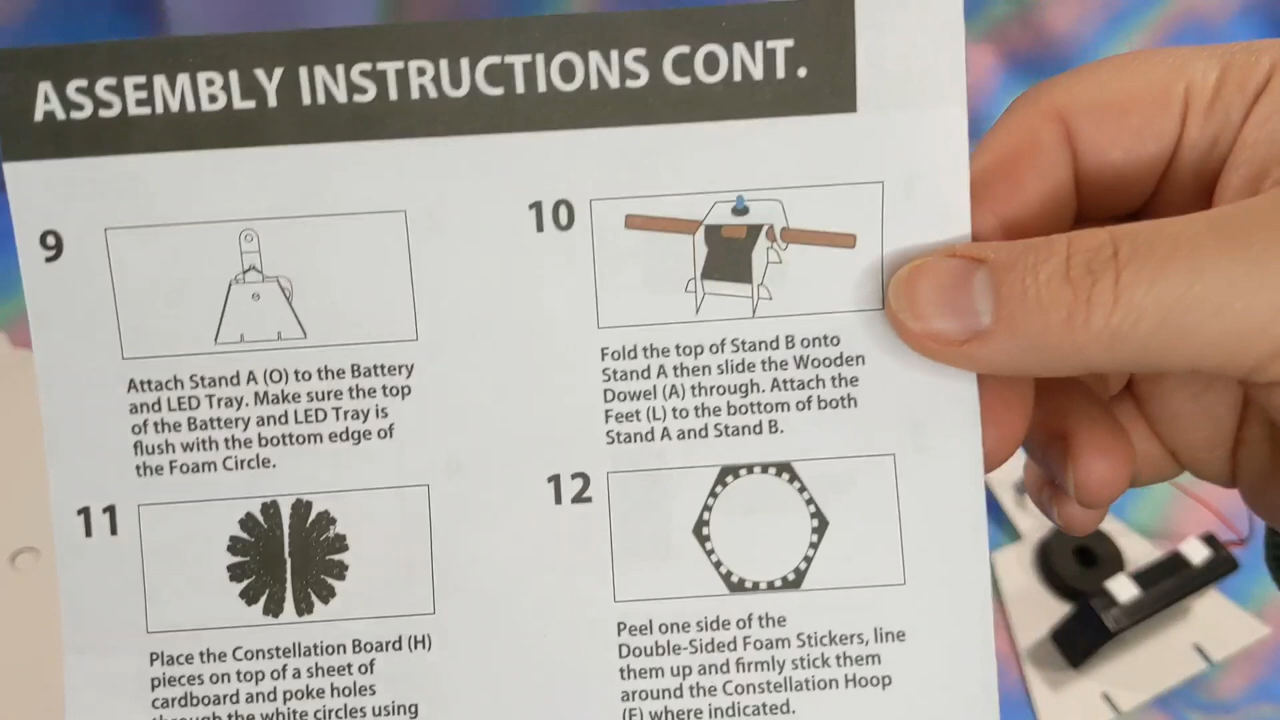 ASSEMBLY INSTRUCTIONS CONT.
9
Attach Stand A (O) to the Battery
and LED Tray. Make sure the top
of the Battery and LED Tray is
flush with the bottom edge of
the Foam Circle.
10
Fold the top of Stand B onto
Stand A then slide the Wooden
Dowel (A) through. Attach the
Feet (L) to the bottom of both
Stand A and Stand B.
11
Place the Constellation Board (H)
pieces on top of a sheet of
cardboard and poke holes
through the white circles using
12
Peel one side of the
Double-Sided Foam Stickers, line
them up and firmly stick them
around the Constellation Hoop
(F) where indicated.